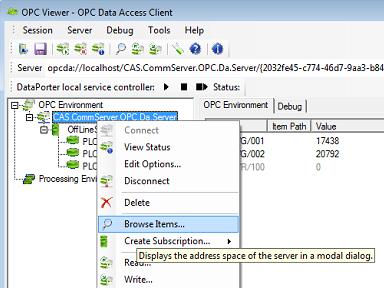 OPC Viewer - OPC Data Access Client
Session Server Debug Tools Help
Server opcda://localhost/CAS.CommServer.OPC.Da.Server/{2032fe45-c774-46d7-9aa3-b8
DataPorter local service controller: Status:
OPC Environment
CAS.CommServer.OPC.Da.Server
OffLineS
PLC
PLC
PLC
Processing Envi
OPC Environment Debug
Item Path Value
G/001 17438
G/002 20792
R/100 0
Connect
View Status
Edit Options...
Disconnect
Delete
Browse Items...
Create Subscription...
Displays the address space of the server in a modal dialog.
Read...
Write...